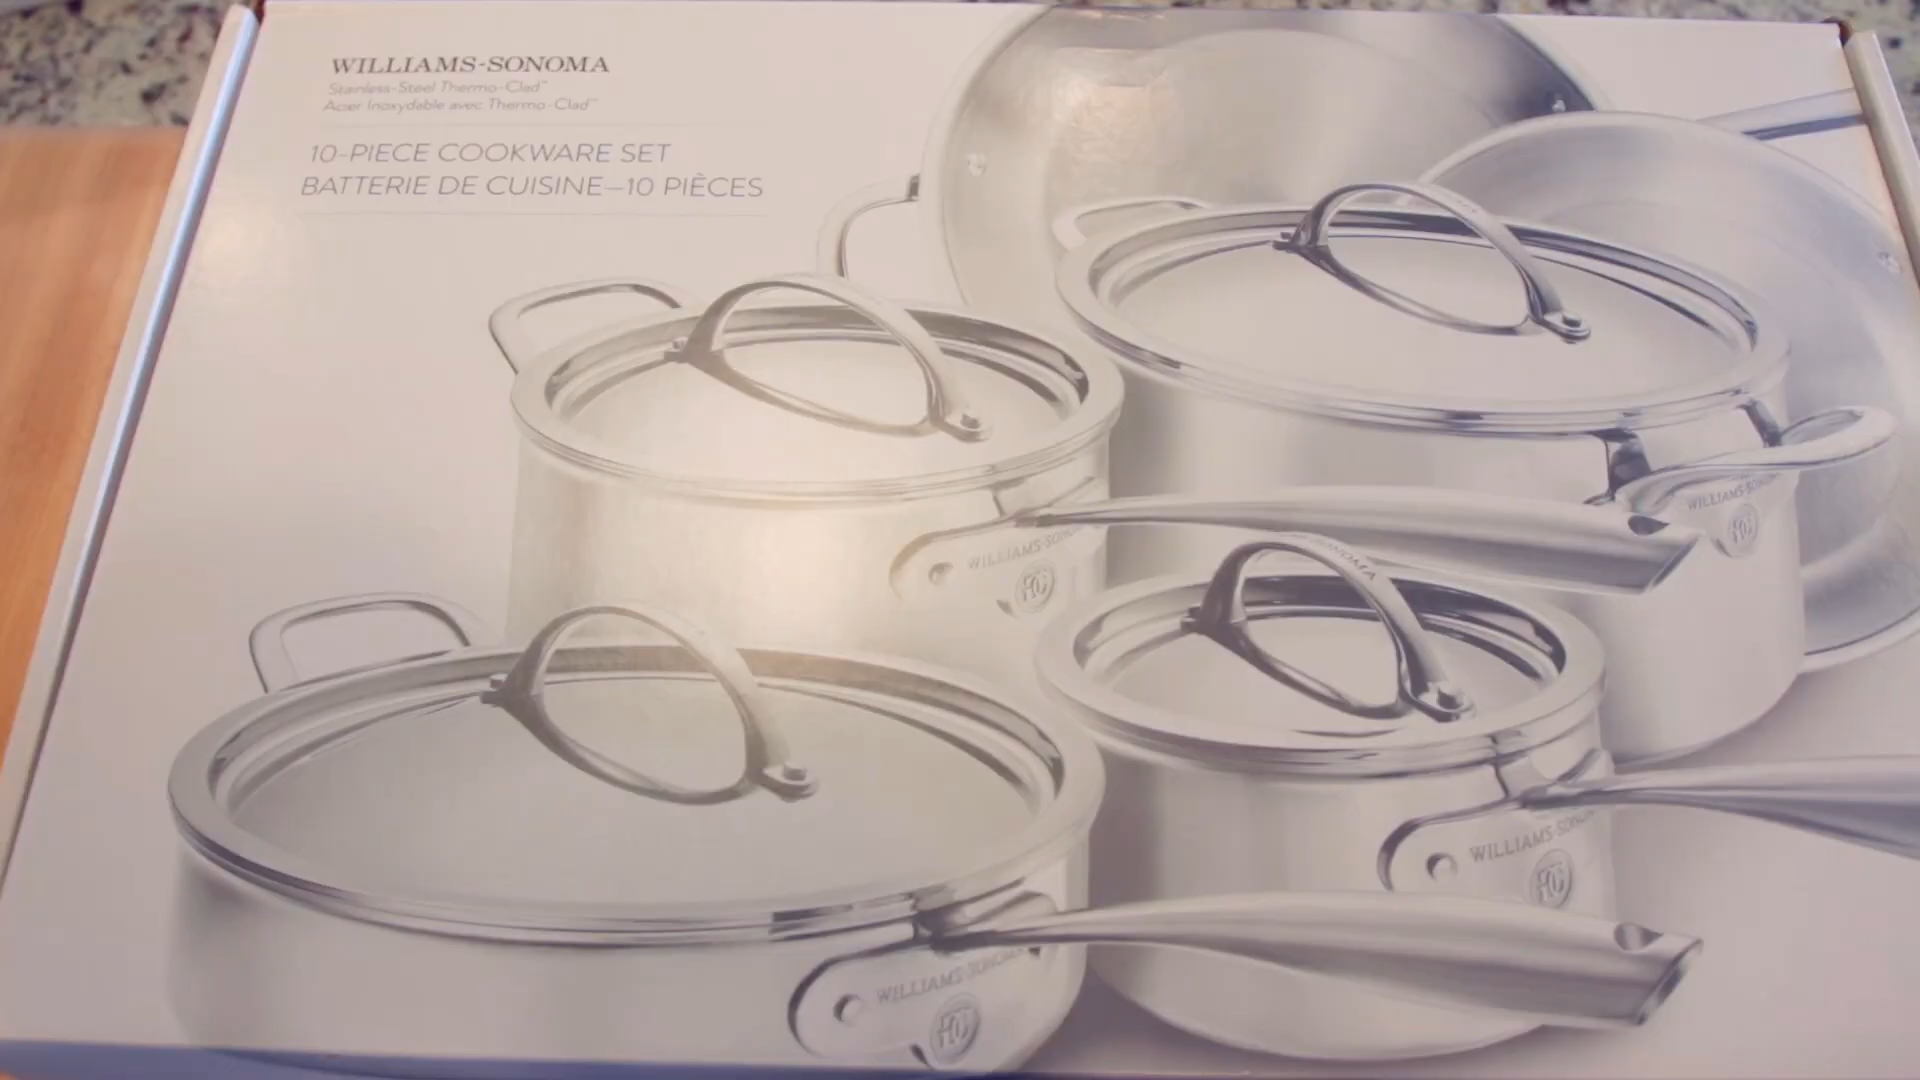 WILLIAMS-SONOMA
Stainless-Steel Thermo-Clad™
Acier Inoxydable avec Thermo-Clad™
10-PIECE COOKWARE SET
BATTERIE DE CUISINE—10 PIÈCES
WILLIAMS-SONOMA
WILLIAMS-SONOMA
WILLIAMS-SONOMA
WILLIAMS-SONOMA